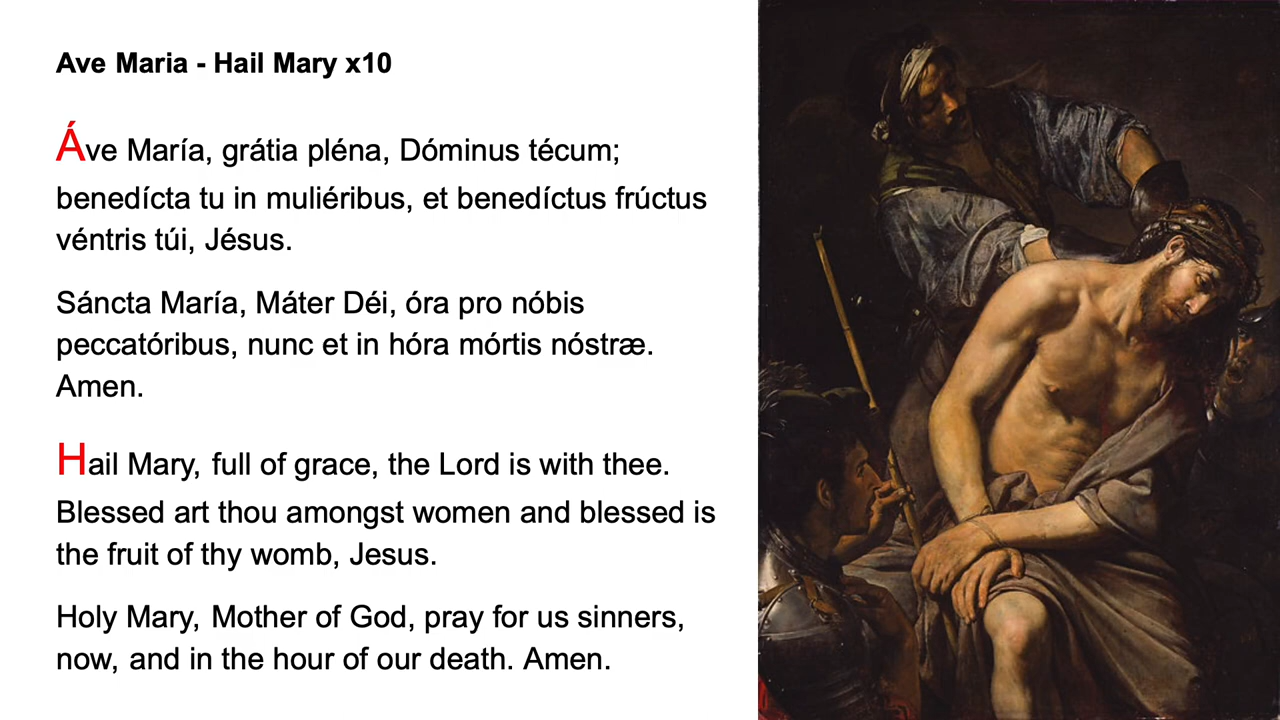 Ave Maria - Hail Mary x10
Áve María, grátia pléna, Dóminus técum;
benedícta tu in muliéribus, et benedíctus frúctus
véntris túi, Jésus.
Sáncta María, Máter Déi, óra pro nóbis
peccatóribus, nunc et in hóra mórtis nóstræ.
Amen.
Hail Mary, full of grace, the Lord is with thee.
Blessed art thou amongst women and blessed is
the fruit of thy womb, Jesus.
Holy Mary, Mother of God, pray for us sinners,
now, and in the hour of our death. Amen.